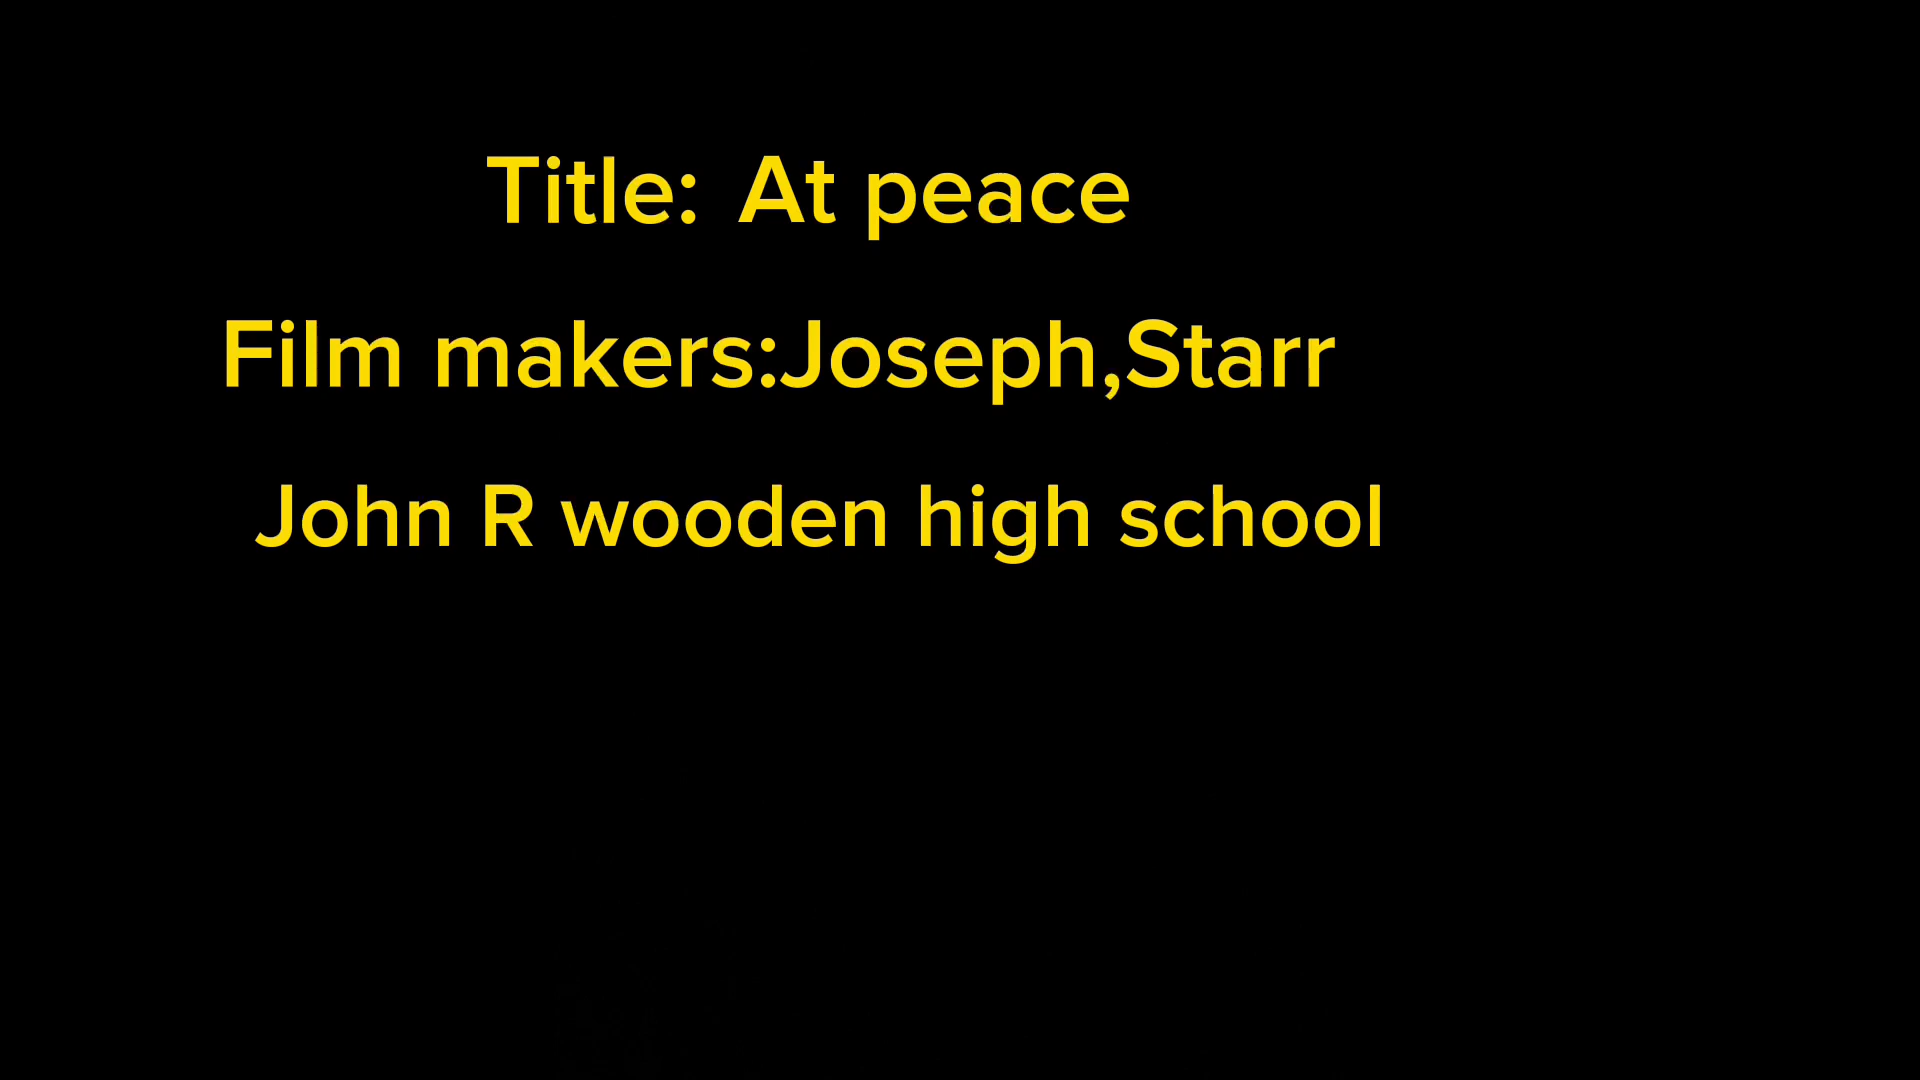 Title: At peace
Film makers:Joseph,Starr
John R wooden high school